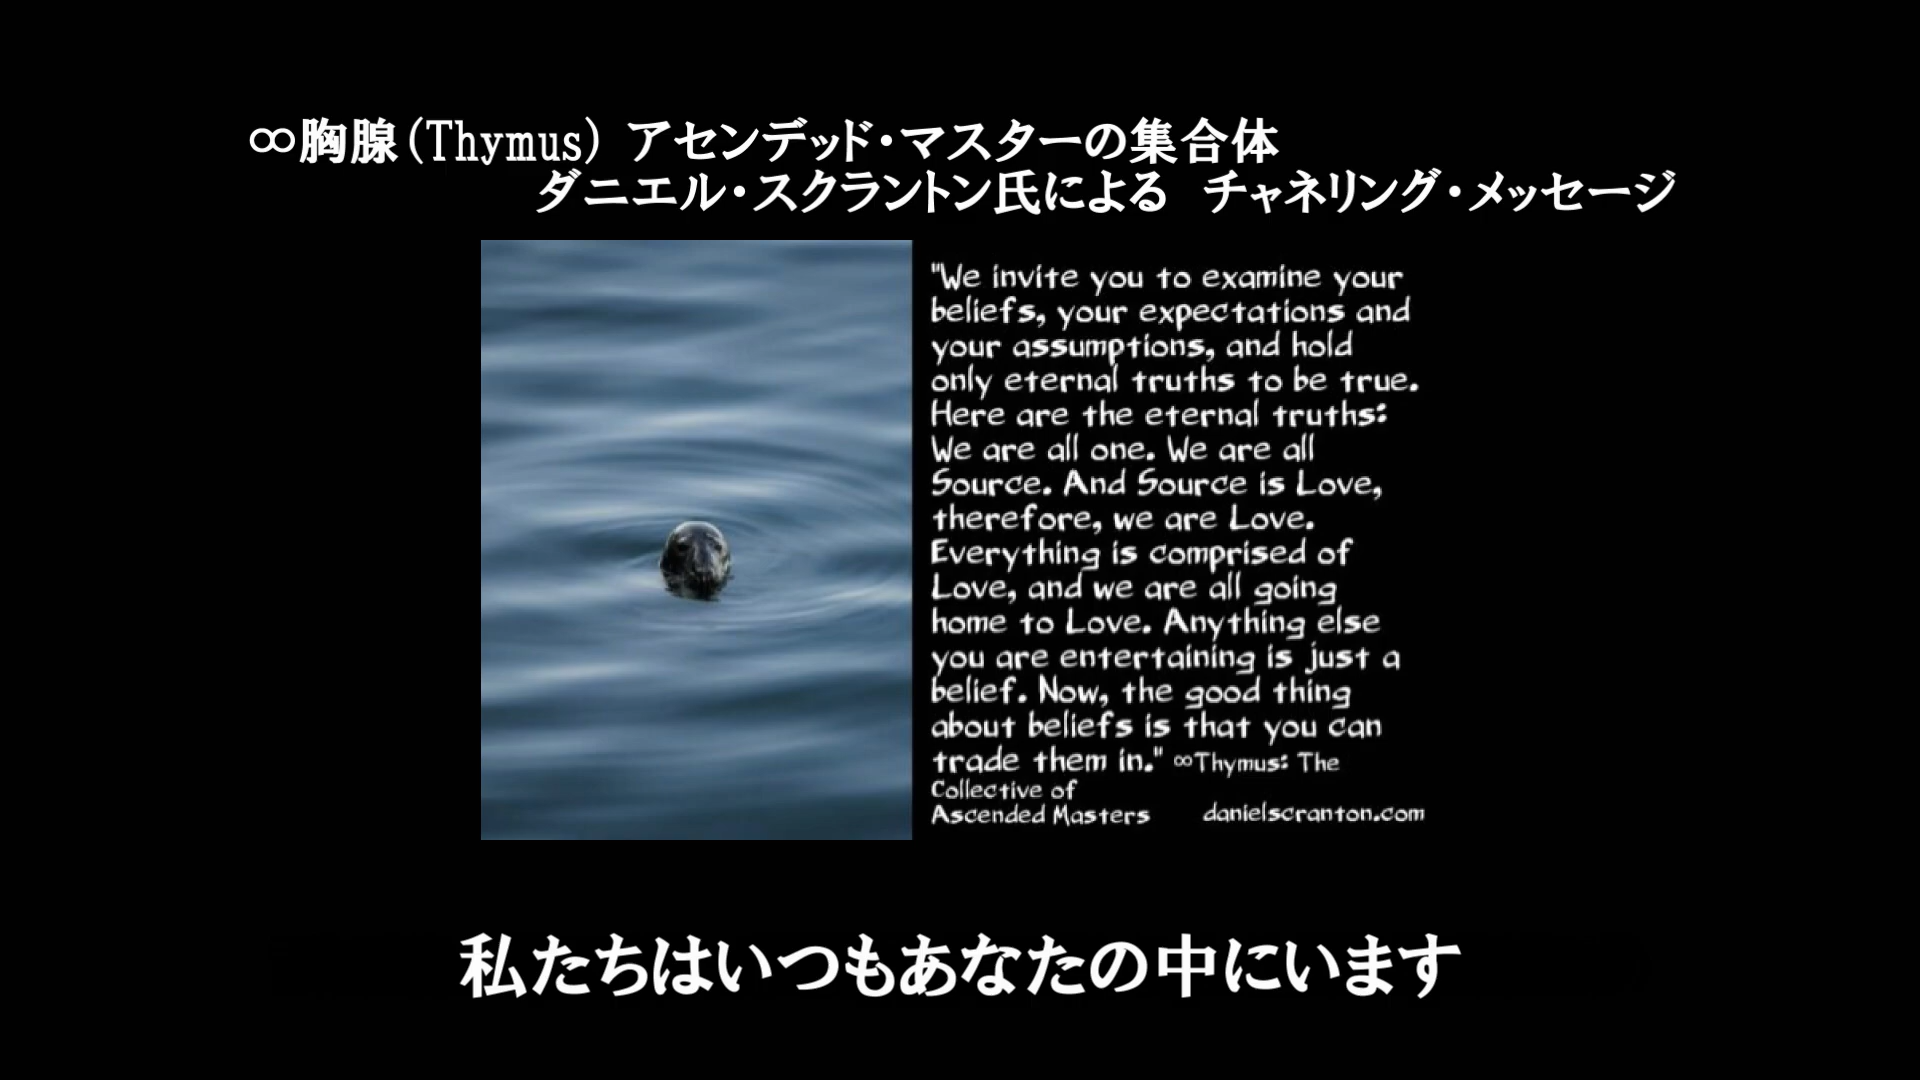 ∞胸腺(Thymus) アセンデッド・マスターの集合体
ダニエル・スクラントン氏による　チャネリング・メッセージ
"We invite you to examine your
beliefs, your expectations and
your assumptions, and hold
only eternal truths to be true.
Here are the eternal truths:
We are all one. We are all
Source. And Source is Love,
therefore, we are Love.
Everything is comprised of
Love, and we are all going
home to Love. Anything else
you are entertaining is just a
belief. Now, the good thing
about beliefs is that you can
trade them in." ∞Thymus: The
Collective of
Ascended Masters danielscranton.com
私たちはいつもあなたの中にいます